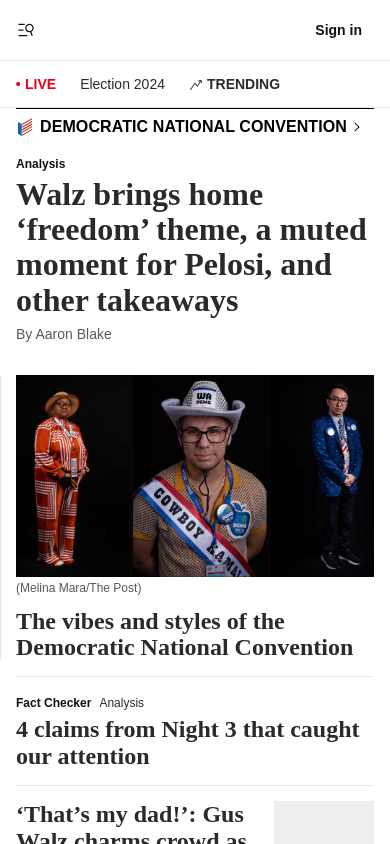 Sign in
LIVE Election 2024 TRENDING
DEMOCRATIC NATIONAL CONVENTION
Analysis
Walz brings home
‘freedom’ theme, a muted
moment for Pelosi, and
other takeaways
By Aaron Blake
WA
DEMS
COWBOY KAMALA
(Melina Mara/The Post)
The vibes and styles of the
Democratic National Convention
Fact Checker Analysis
4 claims from Night 3 that caught
our attention
‘That’s my dad!’: Gus
Walz charms crowd as